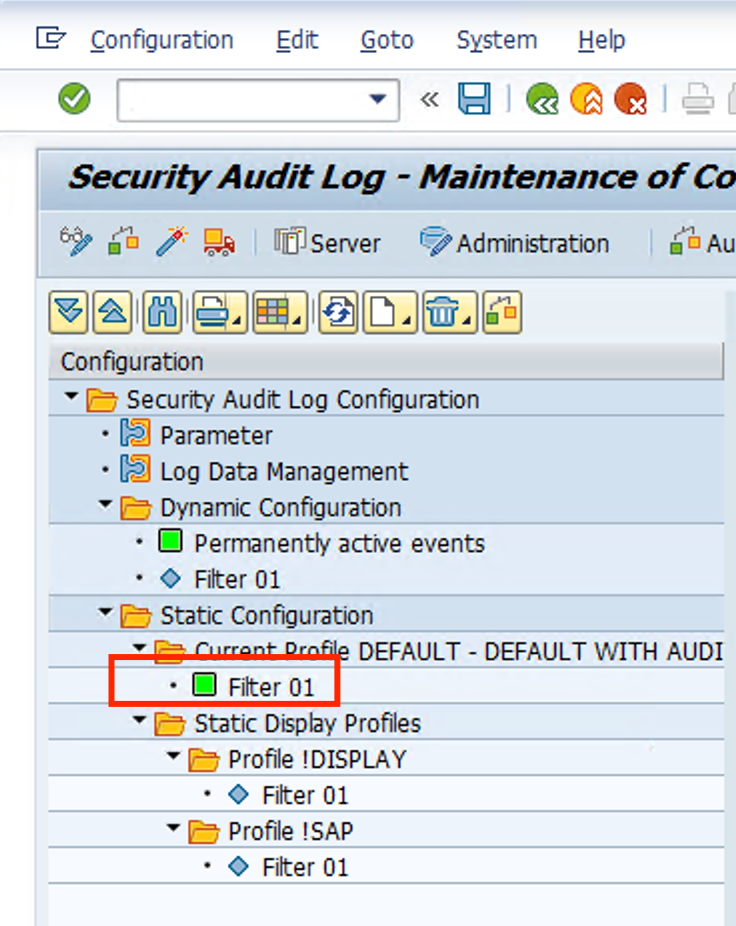 Configuration Edit Goto System Help
Security Audit Log - Maintenance of Co
Server Administration Au
Configuration
Security Audit Log Configuration
Parameter
Log Data Management
Dynamic Configuration
Permanently active events
Filter 01
Static Configuration
Current Profile DEFAULT - DEFAULT WITH AUDI
Filter 01
Static Display Profiles
Profile !DISPLAY
Filter 01
Profile !SAP
Filter 01